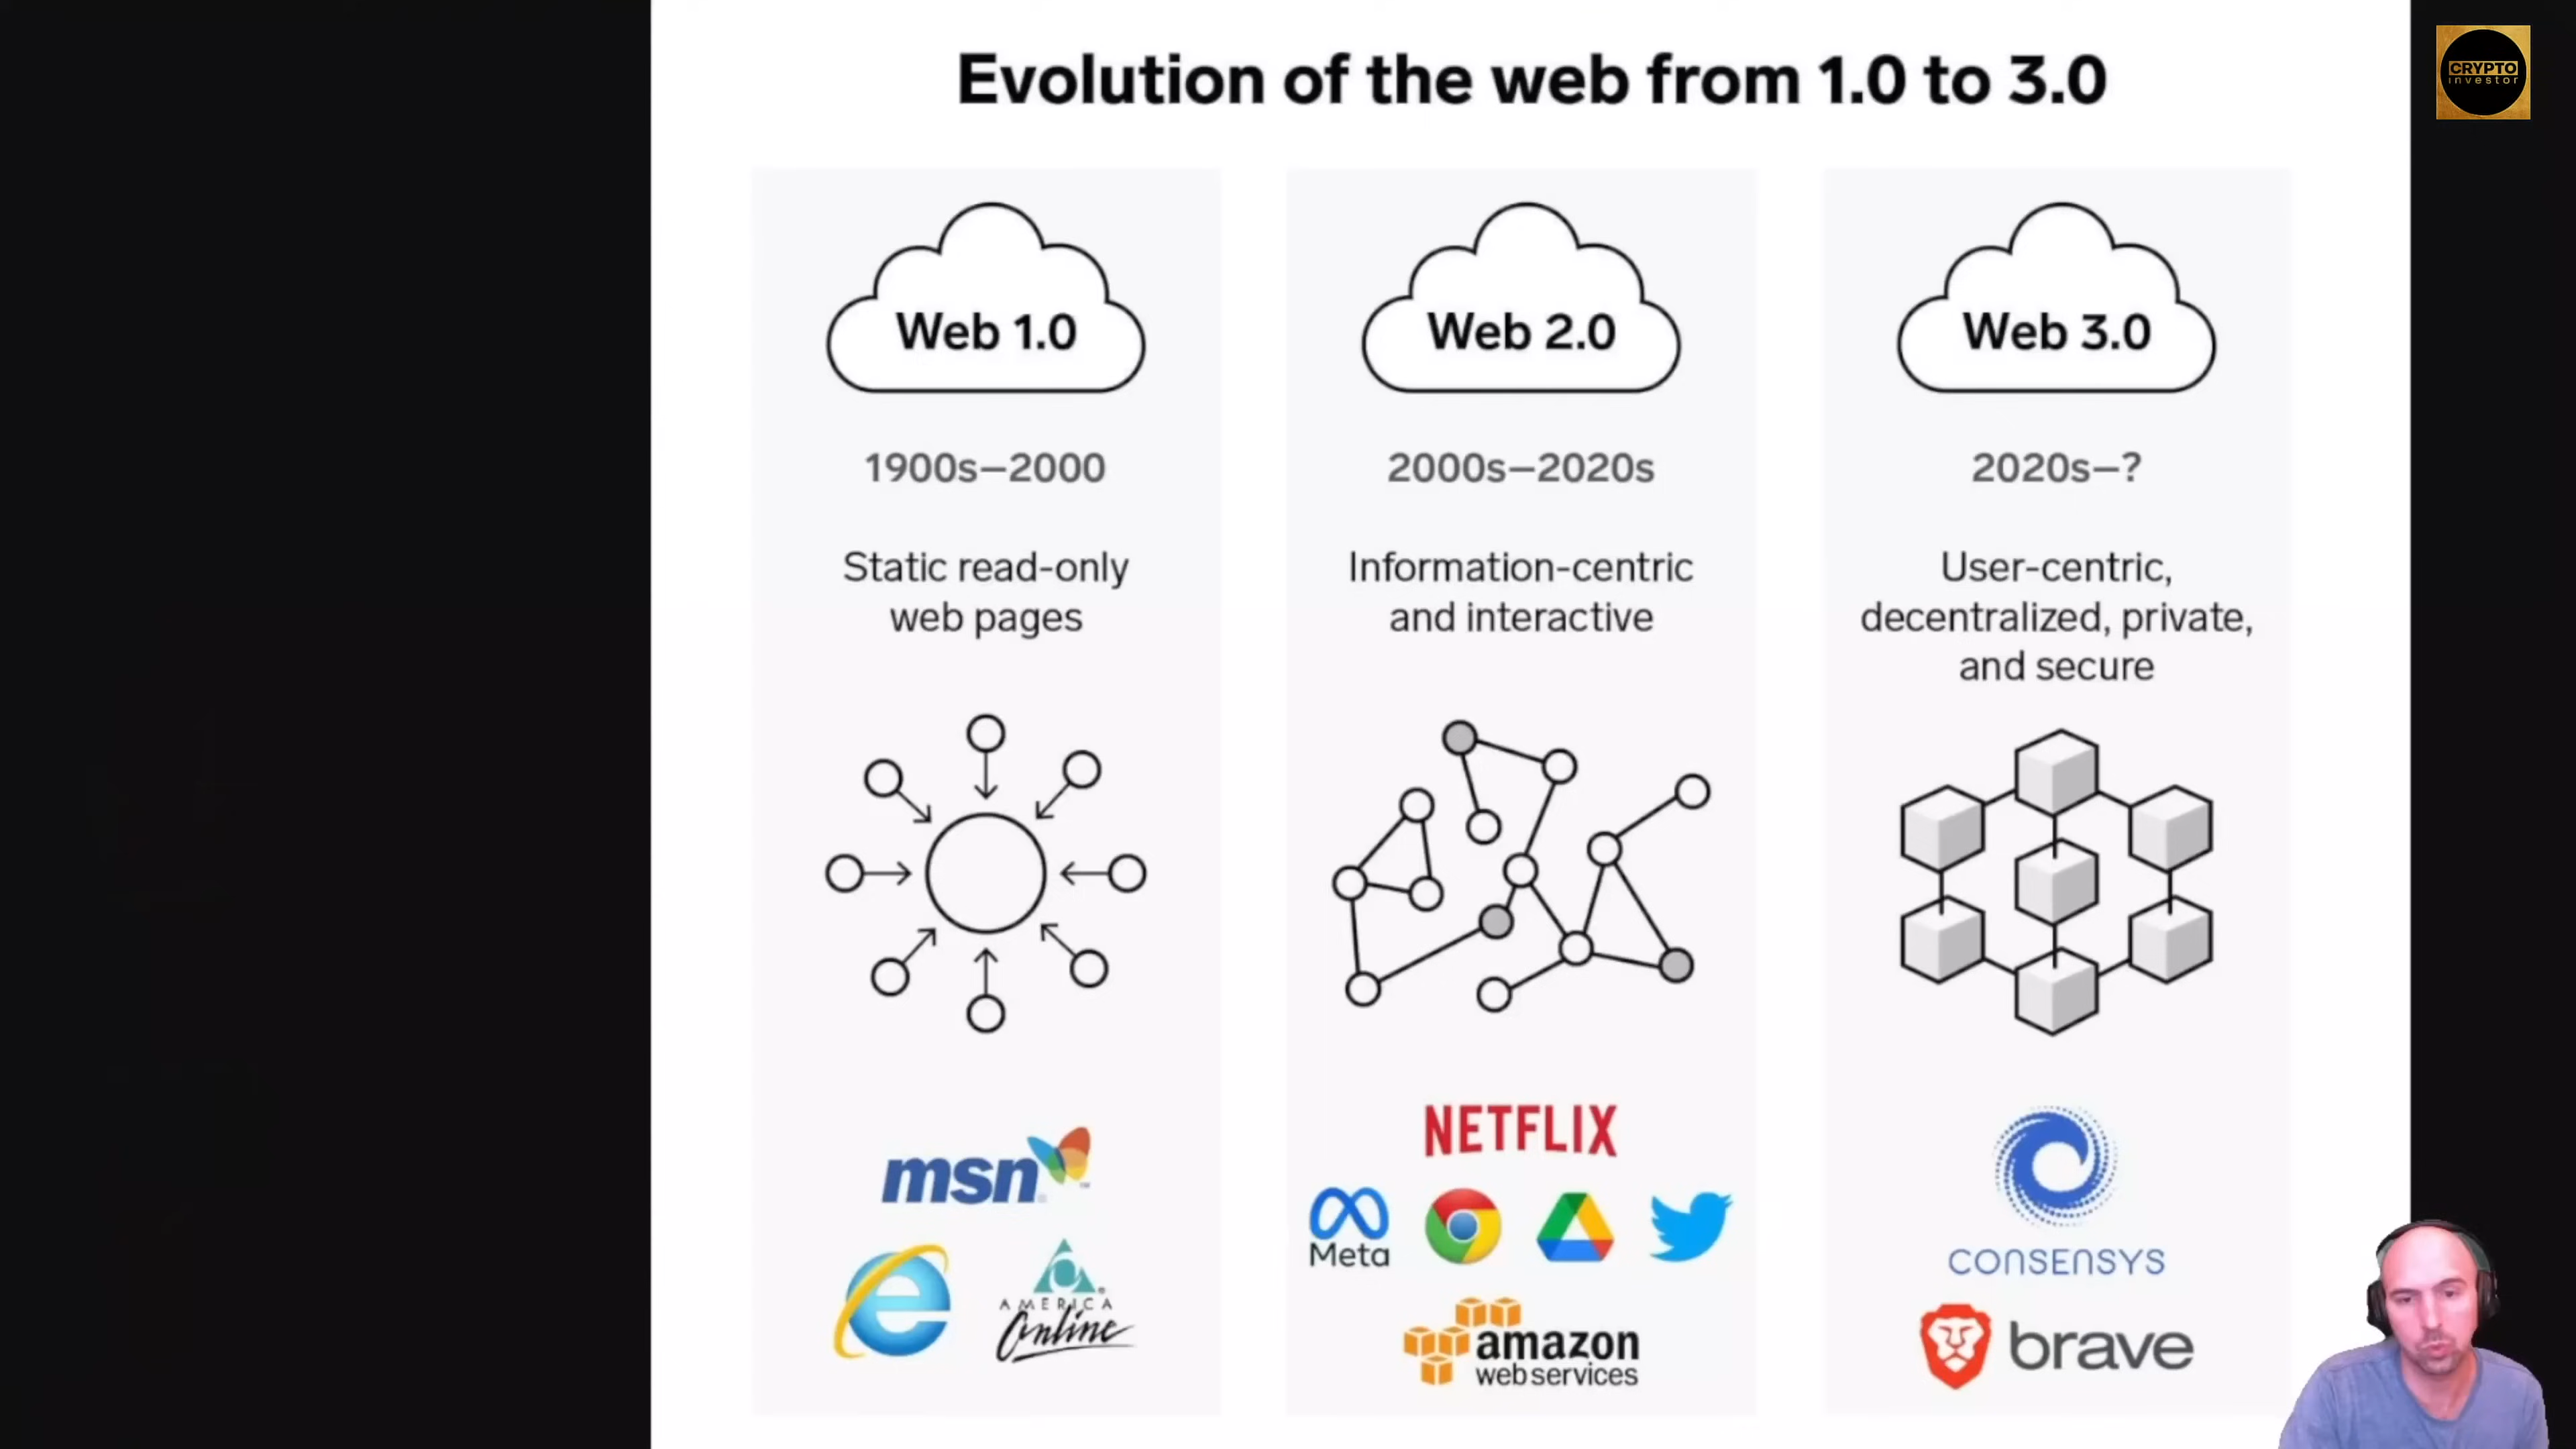 Evolution of the web from 1.0 to 3.0
CRYPTO
investor
Web 1.0
1900s–2000
Static read-only
web pages
msn
AMERICA
Online
Web 2.0
2000s–2020s
Information-centric
and interactive
NETFLIX
Meta
amazon
webservices
Web 3.0
2020s–?
User-centric,
decentralized, private,
and secure
CONSENSYS
brave